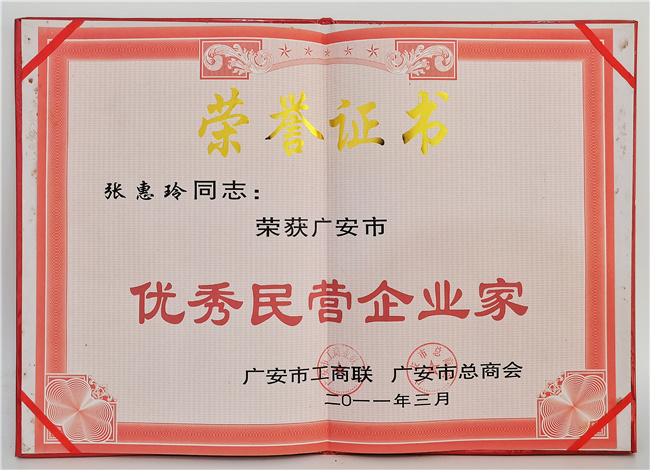 荣誉证书
张惠玲同志：
荣获广安市
优秀民营企业家
广安市工商联 广安市总商会
二〇一一年三月